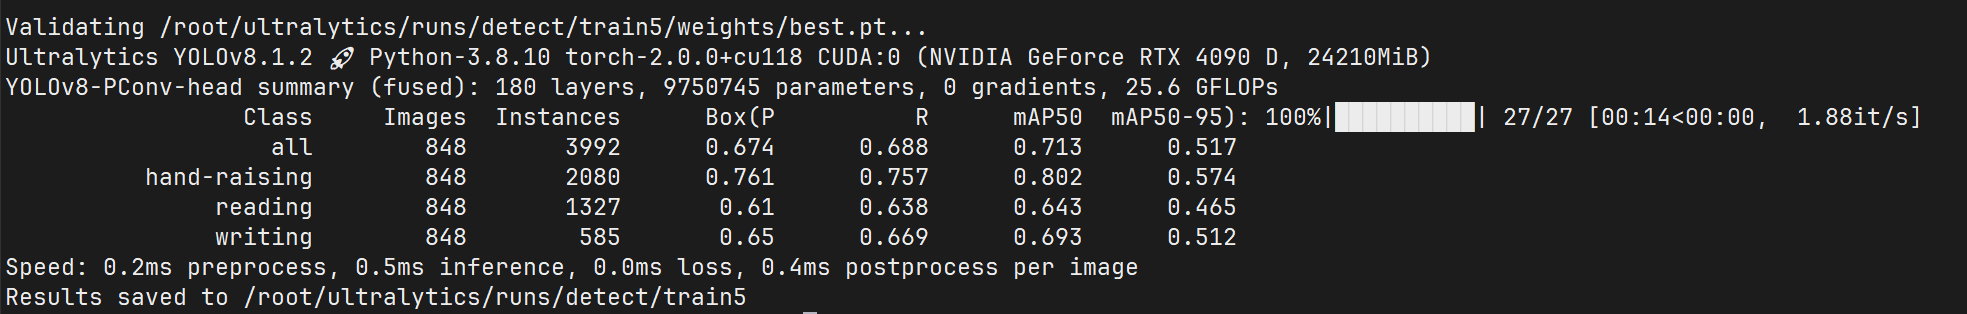 Validating /root/ultralytics/runs/detect/train5/weights/best.pt...
Ultralytics YOLOv8.1.2 🚀 Python-3.8.10 torch-2.0.0+cu118 CUDA:0 (NVIDIA GeForce RTX 4090 D, 24210MiB)
YOLOv8-PConv-head summary (fused): 180 layers, 9750745 parameters, 0 gradients, 25.6 GFLOPs
Class Images Instances Box(P R mAP50 mAP50-95): 100%|██████████| 27/27 [00:14<00:00, 1.88it/s]
all 848 3992 0.674 0.688 0.713 0.517
hand-raising 848 2080 0.761 0.757 0.802 0.574
reading 848 1327 0.61 0.638 0.643 0.465
writing 848 585 0.65 0.669 0.693 0.512
Speed: 0.2ms preprocess, 0.5ms inference, 0.0ms loss, 0.4ms postprocess per image
Results saved to /root/ultralytics/runs/detect/train5